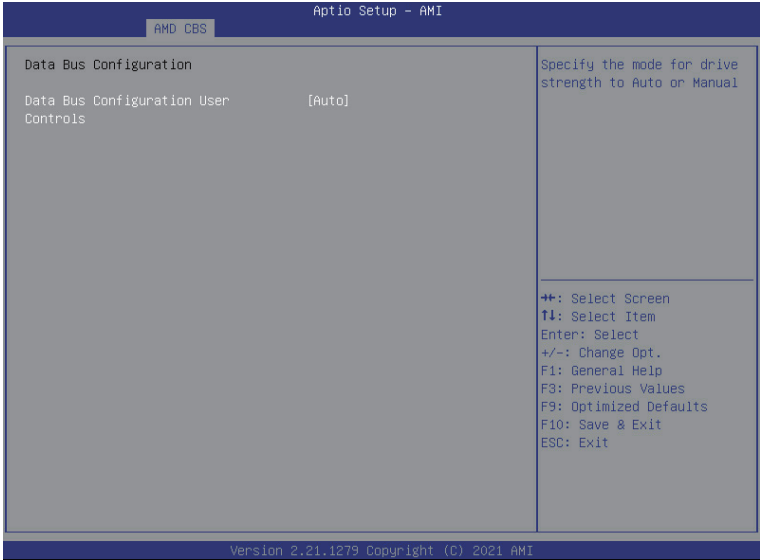 Aptio Setup – AMI
AMD CBS
Data Bus Configuration
Data Bus Configuration User [Auto]
Controls
Specify the mode for drive
strength to Auto or Manual
→←: Select Screen
↑↓: Select Item
Enter: Select
+/-: Change Opt.
F1: General Help
F3: Previous Values
F9: Optimized Defaults
F10: Save & Exit
ESC: Exit
Version 2.21.1279 Copyright (C) 2021 AMI